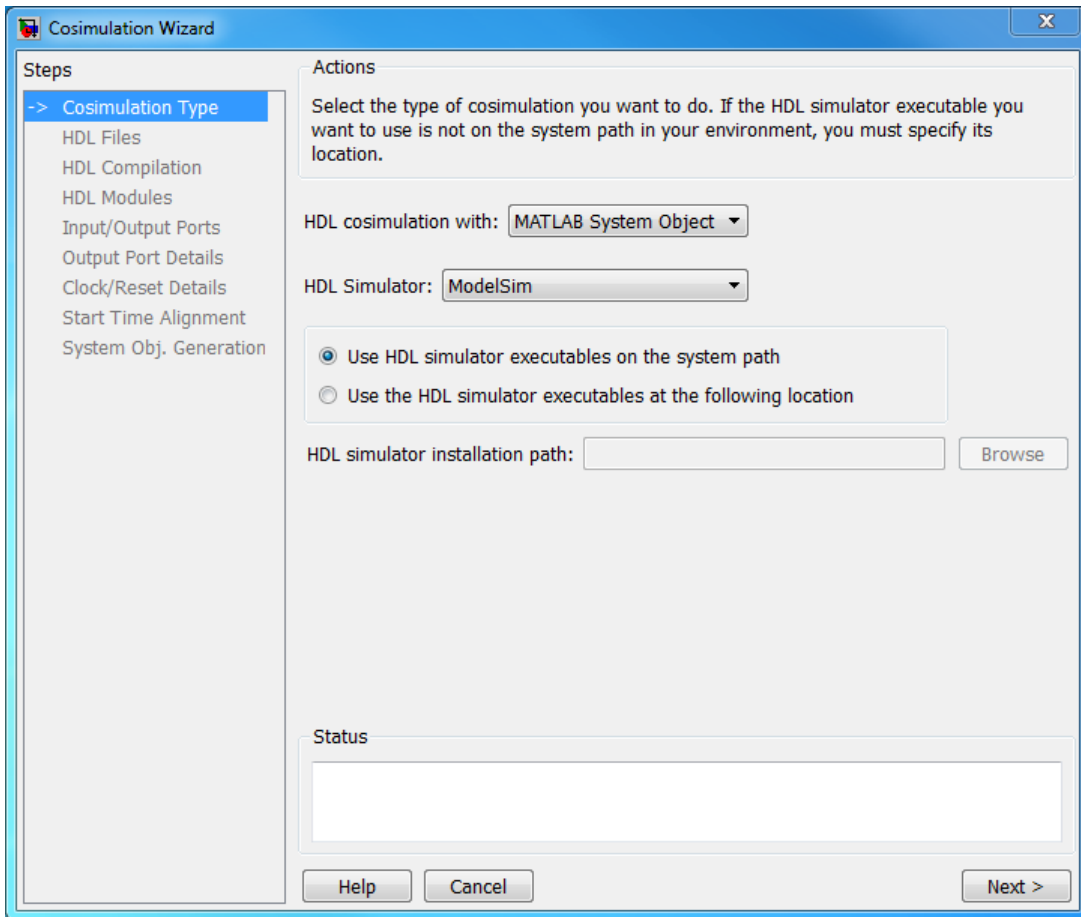 Cosimulation Wizard
Steps
-> Cosimulation Type
HDL Files
HDL Compilation
HDL Modules
Input/Output Ports
Output Port Details
Clock/Reset Details
Start Time Alignment
System Obj. Generation
Actions
Select the type of cosimulation you want to do. If the HDL simulator executable you
want to use is not on the system path in your environment, you must specify its
location.
HDL cosimulation with: MATLAB System Object
HDL Simulator: ModelSim
Use HDL simulator executables on the system path
Use the HDL simulator executables at the following location
HDL simulator installation path: Browse
Status
Help Cancel Next >